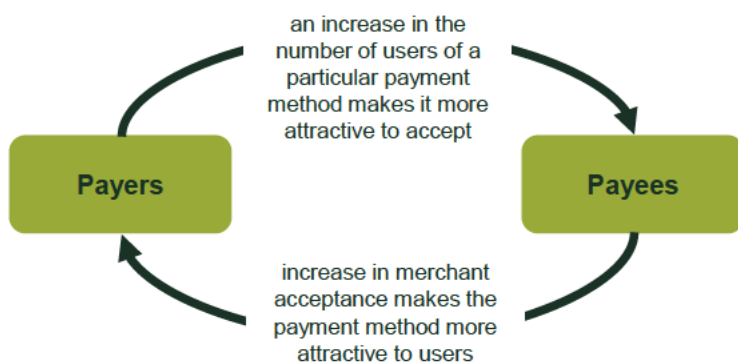 an increase in the
number of users of a
particular payment
method makes it more
attractive to accept
Payers
Payees
increase in merchant
acceptance makes the
payment method more
attractive to users